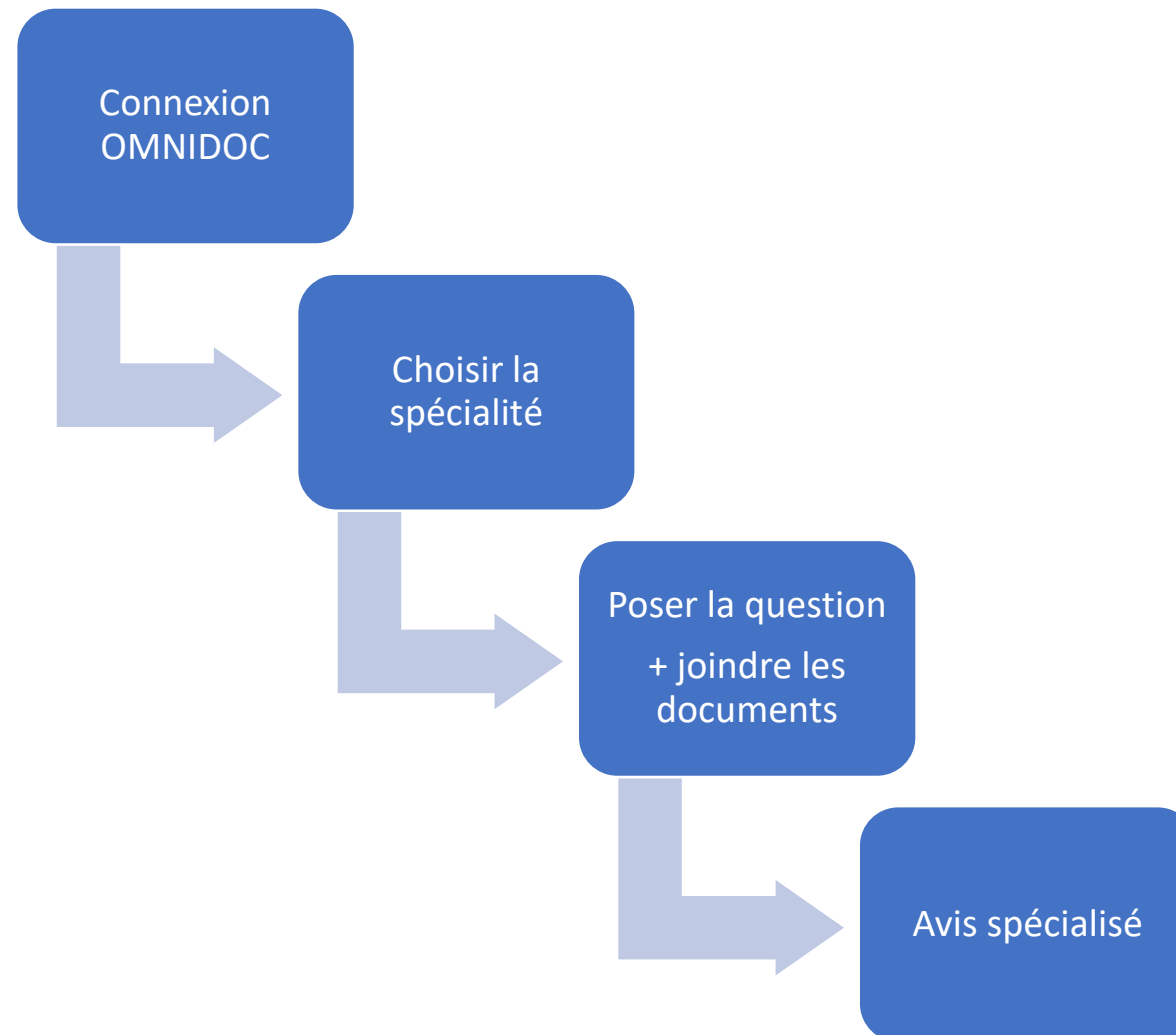 Connexion
OMNIDOC
Choisir la
spécialité
Poser la question
+ joindre les
documents
Avis spécialisé